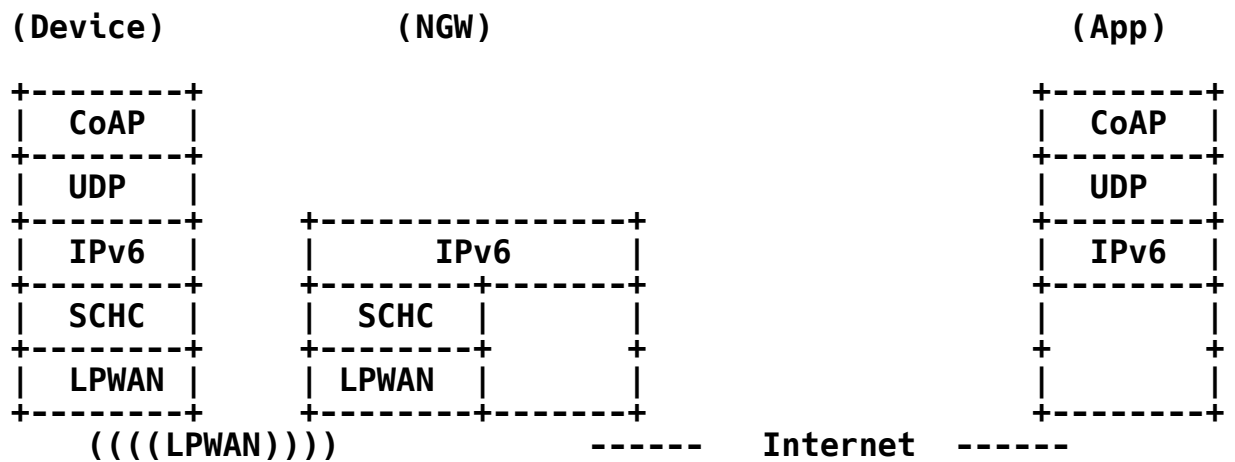 (Device) (NGW) (App)
+--------+ +--------+
| CoAP | | CoAP |
+--------+ +--------+
| UDP | | UDP |
+--------+ +----------------+ +--------+
| IPv6 | | IPv6 | | IPv6 |
+--------+ +--------+-------+ +--------+
| SCHC | | SCHC | | | |
+--------+ +--------+ + + +
| LPWAN | | LPWAN | | | |
+--------+ +--------+-------+ +--------+
((((LPWAN)))) ------ Internet ------